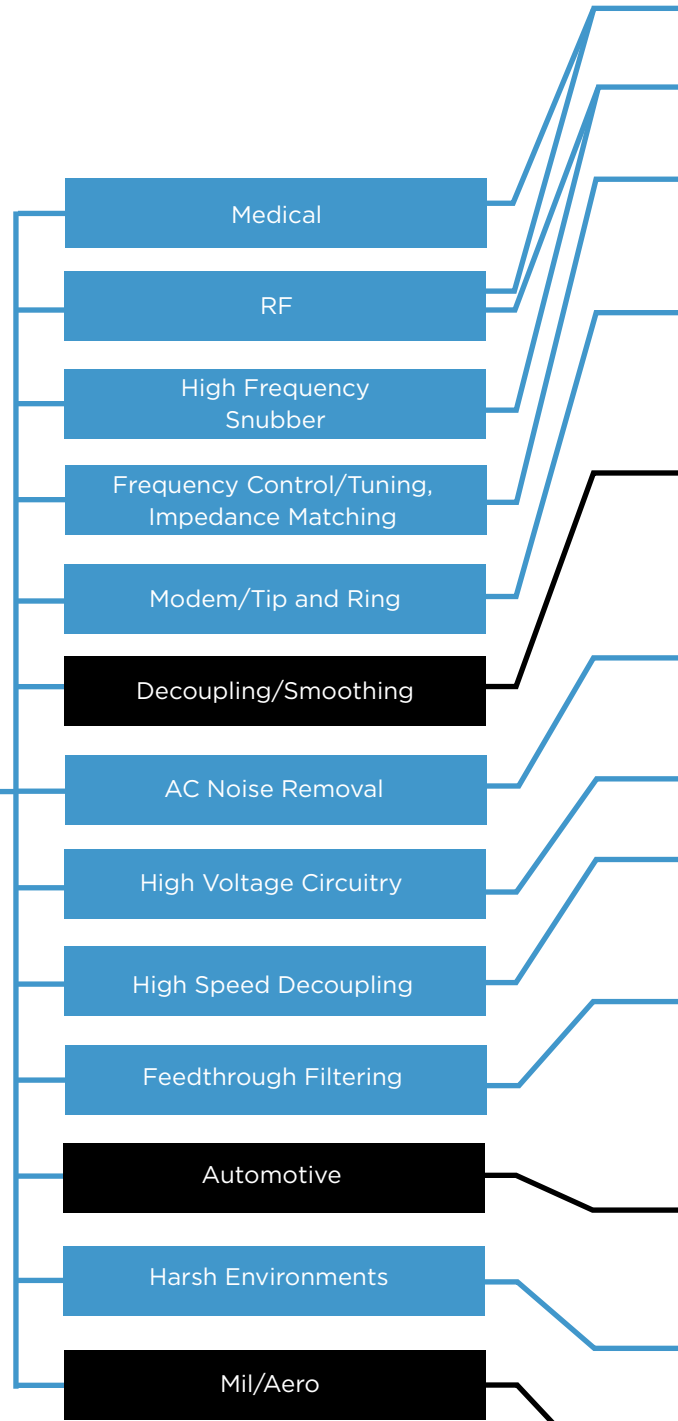 Medical
RF
High Frequency
Snubber
Frequency Control/Tuning,
Impedance Matching
Modem/Tip and Ring
Decoupling/Smoothing
AC Noise Removal
High Voltage Circuitry
High Speed Decoupling
Feedthrough Filtering
Automotive
Harsh Environments
Mil/Aero